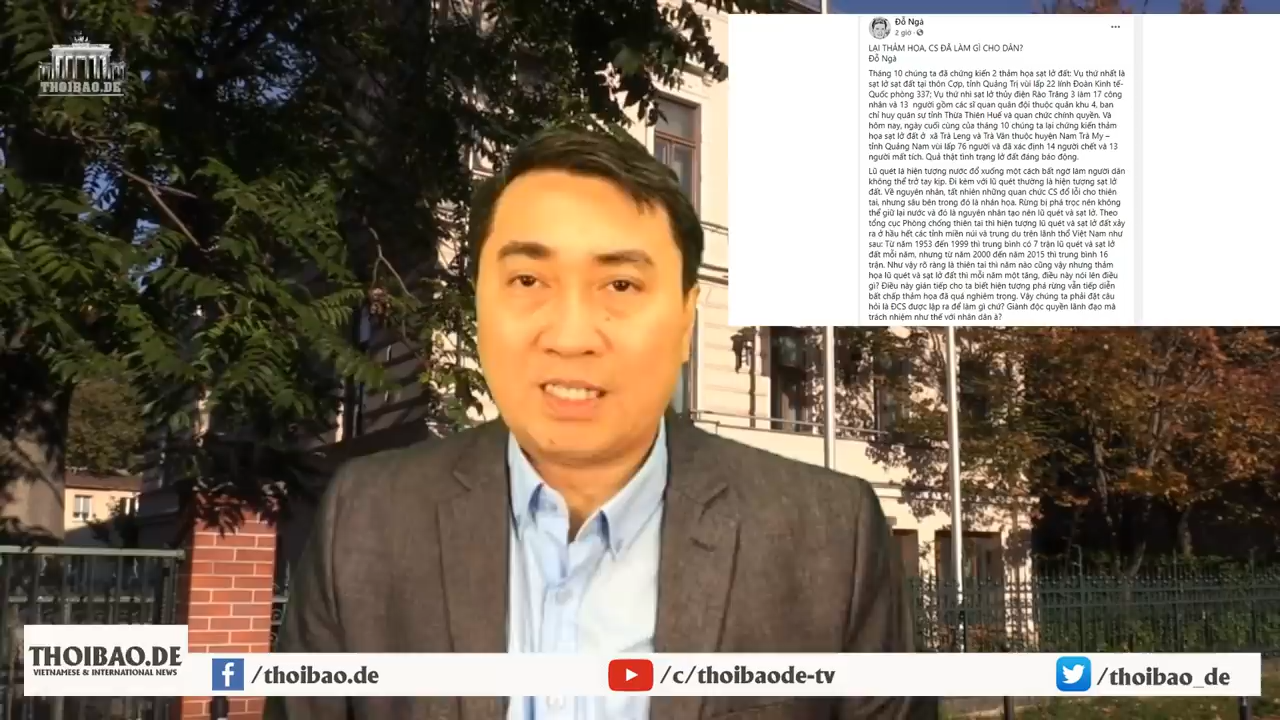 THOIBAO.DE
Đỗ Ngà
2 giờ
LẠI THẢM HỌA, CS ĐÃ LÀM GÌ CHO DÂN?
Đỗ Ngà
Tháng 10 chúng ta đã chứng kiến 2 thảm họa sạt lở đất: Vụ thứ nhất là
sạt lở sạt đất tại thôn Cợp, tỉnh Quảng Trị vùi lấp 22 lính Đoàn Kinh tế-
Quốc phòng 337; Vụ thứ nhì sạt lở thủy điện Rào Trăng 3 làm 17 công
nhân và 13 người gồm các sĩ quan quân đội thuộc quân khu 4, ban
chỉ huy quân sự tỉnh Thừa Thiên Huế và quan chức chính quyền. Và
hôm nay, ngày cuối cùng của tháng 10 chúng ta lại chứng kiến thảm
họa sạt lở đất ở xã Trà Leng và Trà Vân thuộc huyện Nam Trà My –
tỉnh Quảng Nam vùi lấp 76 người và đã xác định 14 người chết và 13
người mất tích. Quả thật tình trạng lở đất đáng báo động.
Lũ quét là hiện tượng nước đổ xuống một cách bất ngờ làm người dân
không thể trở tay kịp. Đi kèm với lũ quét thường là hiện tượng sạt lở
đất. Về nguyên nhân, tất nhiên những quan chức CS đổ lỗi cho thiên
tai, nhưng sâu bên trong đó là nhân họa. Rừng bị phá trọc nên không
thể giữ lại nước và đó là nguyên nhân tạo nên lũ quét và sạt lở. Theo
tổng cục Phòng chống thiên tai thì hiện tượng lũ quét và sạt lở đất xảy
ra ở hầu hết các tỉnh miền núi và trung du trên lãnh thổ Việt Nam như
sau: Từ năm 1953 đến 1999 thì trung bình có 7 trận lũ quét và sạt lở
đất mỗi năm, nhưng từ năm 2000 đến năm 2015 thì trung bình 16
trận. Như vậy rõ ràng là thiên tai thì năm nào cũng vậy nhưng thảm
họa lũ quét và sạt lở đất thì mỗi năm một tăng, điều này nói lên điều
gì? Điều này gián tiếp cho ta biết hiện tượng phá rừng vẫn tiếp diễn
bất chấp thảm họa đã quá nghiêm trọng. Vậy chúng ta phải đặt câu
hỏi là ĐCS được lập ra để làm gì chứ? Giành độc quyền lãnh đạo mà
trách nhiệm như thế với nhân dân à?
THOIBAO.DE
VIETNAMESE & INTERNATIONAL NEWS
/thoibao.de
/c/thoibaode-tv
/thoibao_de